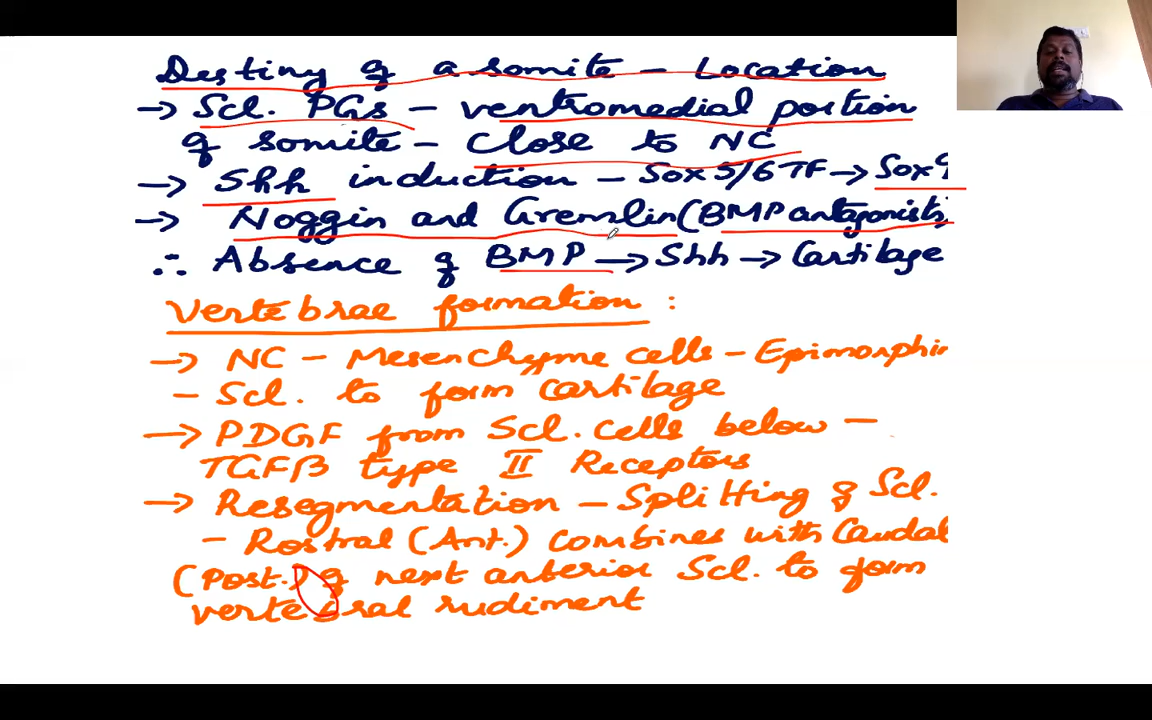 Destiny of a somite - Location
→ Scl. PGs - ventromedial portion
of somite - close to NC
→ Shh induction - Sox5/6 TF → Sox9
→ Noggin and Gremlin (BMP antagonists)
∴ Absence of BMP → Shh → Cartilage
Vertebrae formation :
→ NC - Mesenchyme cells - Epimorphin
- Scl. to form cartilage
→ PDGF from Scl. cells below -
TGFβ type II Receptors
→ Resegmentation - Splitting of Scl.
- Rostral (Ant.) combines with Caudal
(Post.) of next anterior Scl. to form
vertebral rudiment